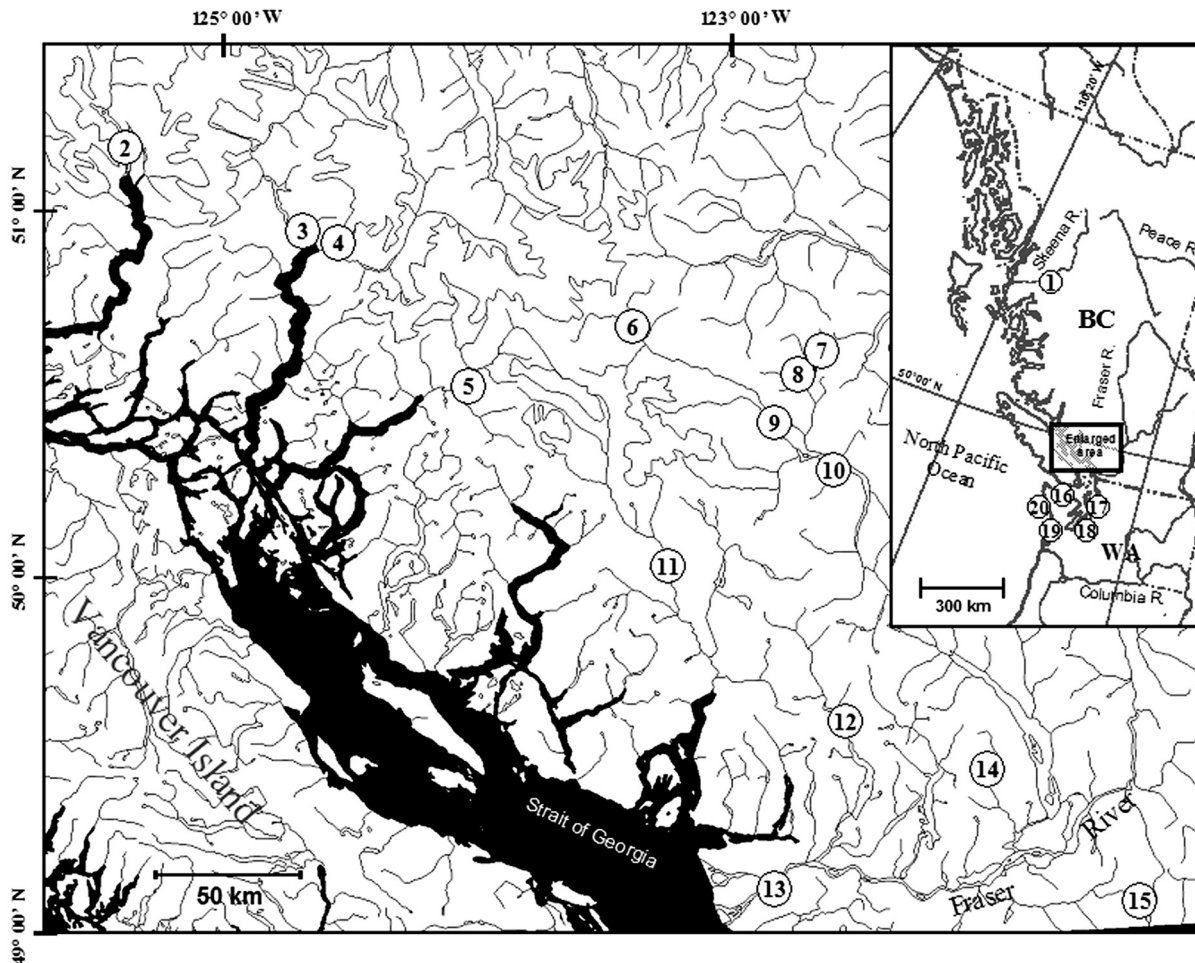 125° 00' W
123° 00' W
51° 00' N
50° 00' N
49° 00' N
2
3
4
5
6
7
8
9
10
11
12
13
14
15
Vancouver Island
Strait of Georgia
Fraser
River
50 km
130°20' W
Skeena R.
Peace R.
1
BC
Fraser R.
50°00' N
Enlarged
area
North Pacific
Ocean
16
20
17
19
18
WA
Columbia R.
300 km